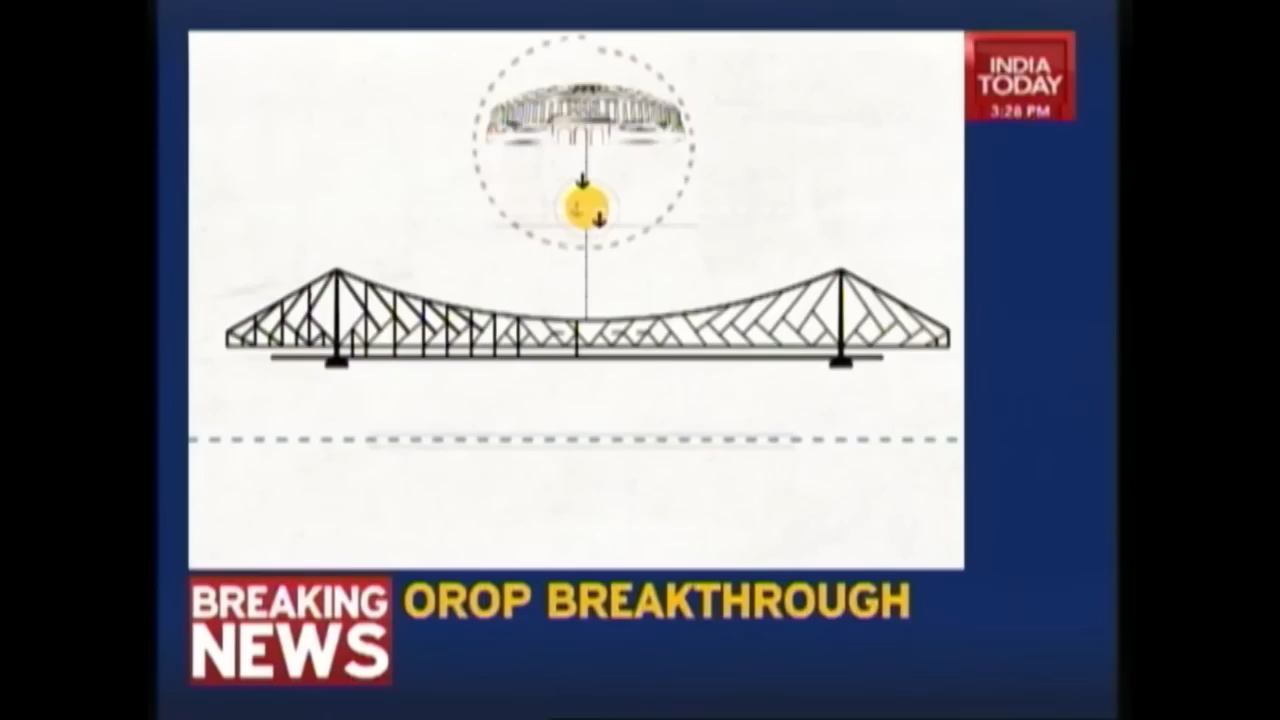 INDIA
TODAY
3:28 PM
BREAKING
NEWS
OROP BREAKTHROUGH